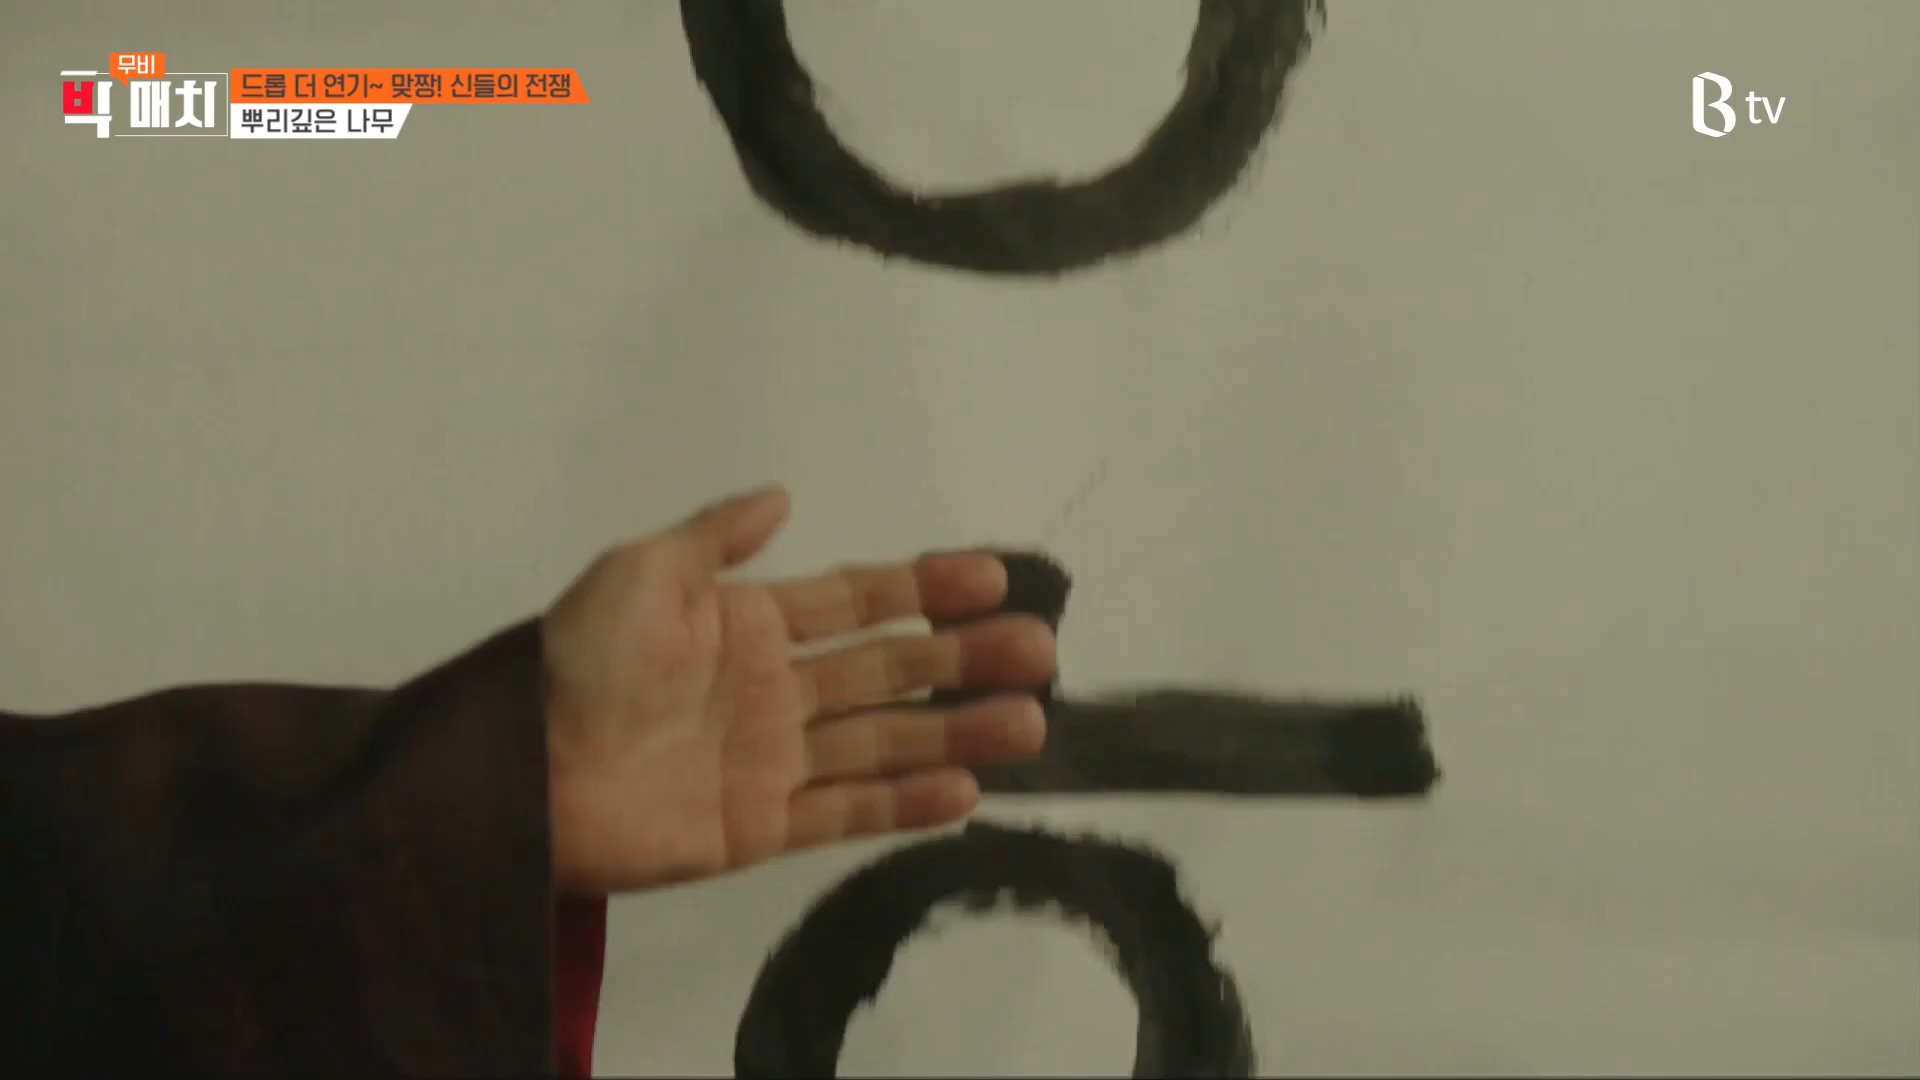 무비
빅매치
드롭 더 연기~ 맞짱! 신들의 전쟁
뿌리깊은 나무
B tv
옹